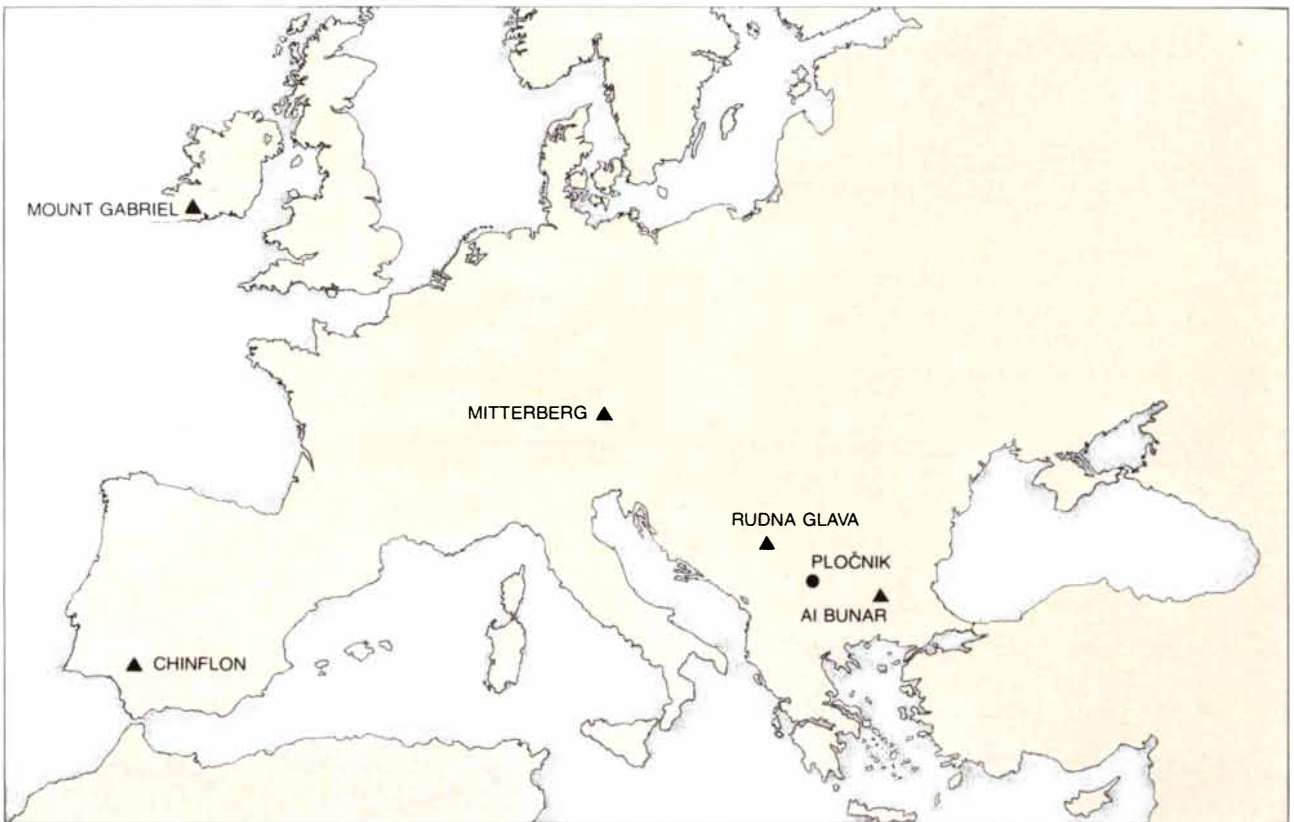 MOUNT GABRIEL
MITTERBERG
RUDNA GLAVA
PLOČNIK
AI BUNAR
CHINFLON